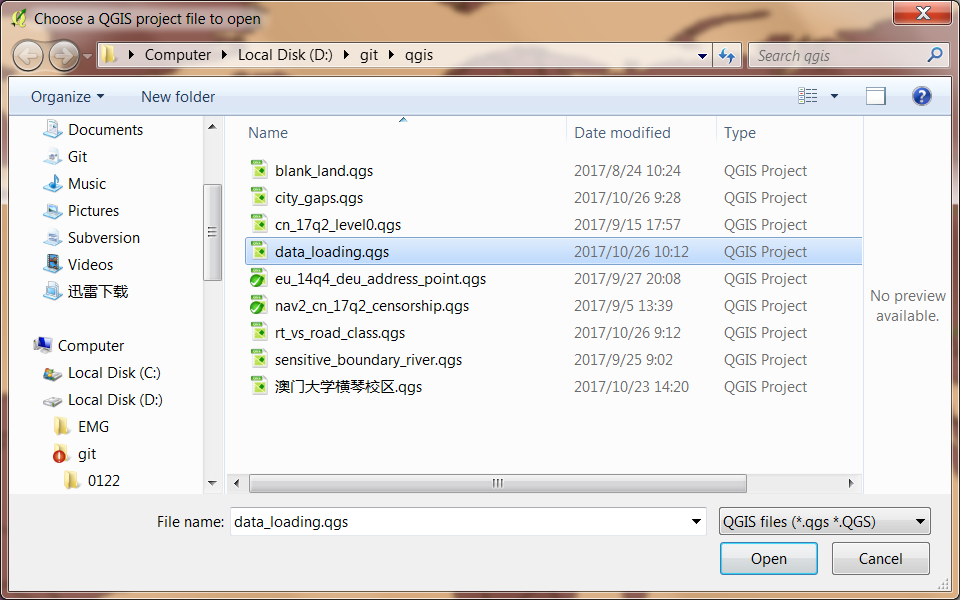 Choose a QGIS project file to open
Computer Local Disk (D:) git qgis
Search qgis
Organize New folder
Documents
Git
Music
Pictures
Subversion
Videos
迅雷下载
Computer
Local Disk (C:)
Local Disk (D:)
EMG
git
0122
Name Date modified Type
blank_land.qgs 2017/8/24 10:24 QGIS Project
city_gaps.qgs 2017/10/26 9:28 QGIS Project
cn_17q2_level0.qgs 2017/9/15 17:57 QGIS Project
data_loading.qgs 2017/10/26 10:12 QGIS Project
eu_14q4_deu_address_point.qgs 2017/9/27 20:08 QGIS Project
nav2_cn_17q2_censorship.qgs 2017/9/5 13:39 QGIS Project
rt_vs_road_class.qgs 2017/10/26 9:12 QGIS Project
sensitive_boundary_river.qgs 2017/9/25 9:02 QGIS Project
澳门大学横琴校区.qgs 2017/10/23 14:20 QGIS Project
No preview
available.
File name: data_loading.qgs QGIS files (*.qgs *.QGS)
Open Cancel